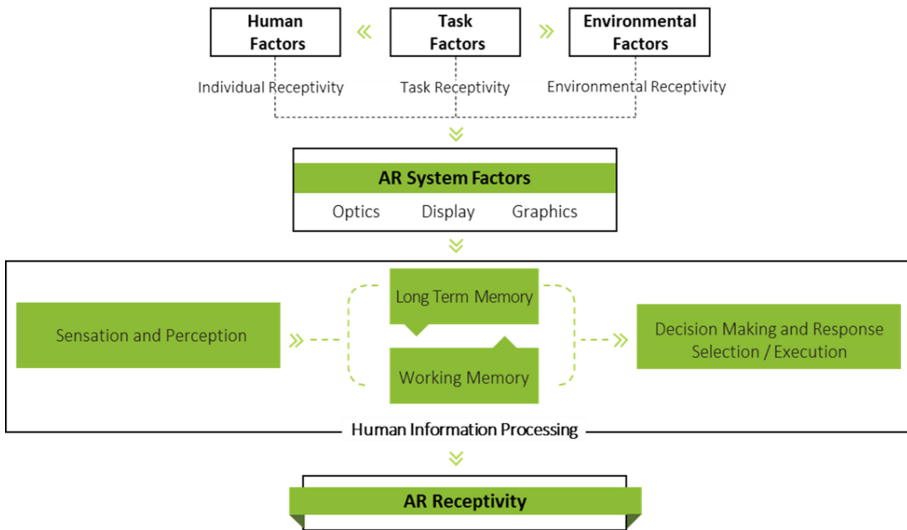 Human
Factors
Task
Factors
Environmental
Factors
Individual Receptivity
Task Receptivity
Environmental Receptivity
AR System Factors
Optics
Display
Graphics
Sensation and Perception
Long Term Memory
Working Memory
Decision Making and Response
Selection / Execution
Human Information Processing
AR Receptivity